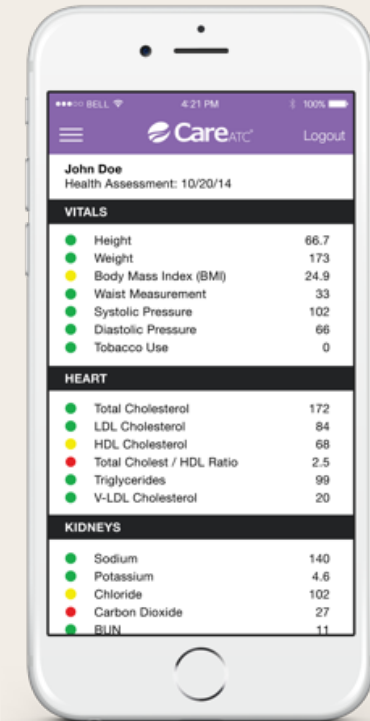 BELL 4:21 PM 100%
CareATC® Logout
John Doe
Health Assessment: 10/20/14
VITALS
Height 66.7
Weight 173
Body Mass Index (BMI) 24.9
Waist Measurement 33
Systolic Pressure 102
Diastolic Pressure 66
Tobacco Use 0
HEART
Total Cholesterol 172
LDL Cholesterol 84
HDL Cholesterol 68
Total Cholest / HDL Ratio 2.5
Triglycerides 99
V-LDL Cholesterol 20
KIDNEYS
Sodium 140
Potassium 4.6
Chloride 102
Carbon Dioxide 27
BUN 11